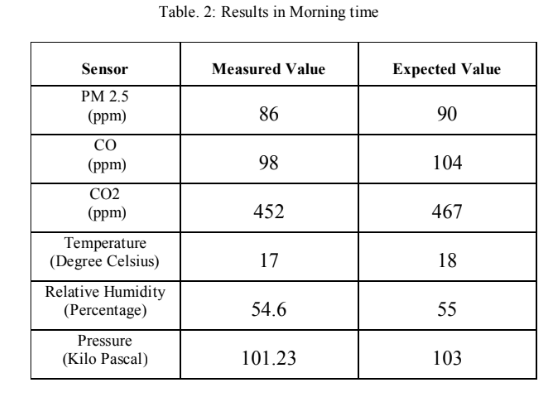 Table. 2: Results in Morning time
Sensor Measured Value Expected Value
PM 2.5
(ppm) 86 90
CO
(ppm) 98 104
CO2
(ppm) 452 467
Temperature
(Degree Celsius) 17 18
Relative Humidity
(Percentage) 54.6 55
Pressure
(Kilo Pascal) 101.23 103